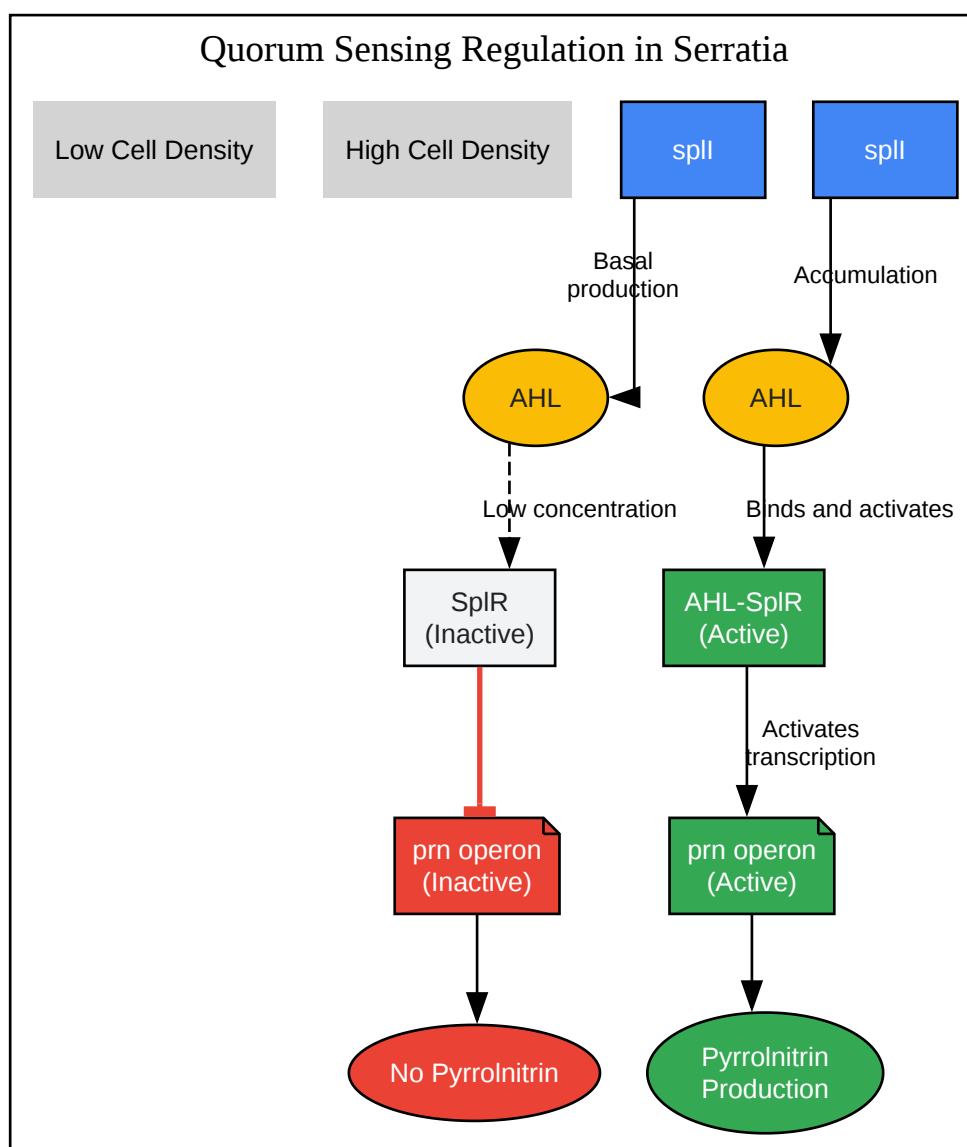 Quorum Sensing Regulation in Serratia
Low Cell Density
High Cell Density
splI
splI
Basal
production
Accumulation
AHL
AHL
Low concentration
Binds and activates
SplR
(Inactive)
AHL-SplR
(Active)
Activates
transcription
prn operon
(Inactive)
prn operon
(Active)
No Pyrrolnitrin
Pyrrolnitrin
Production